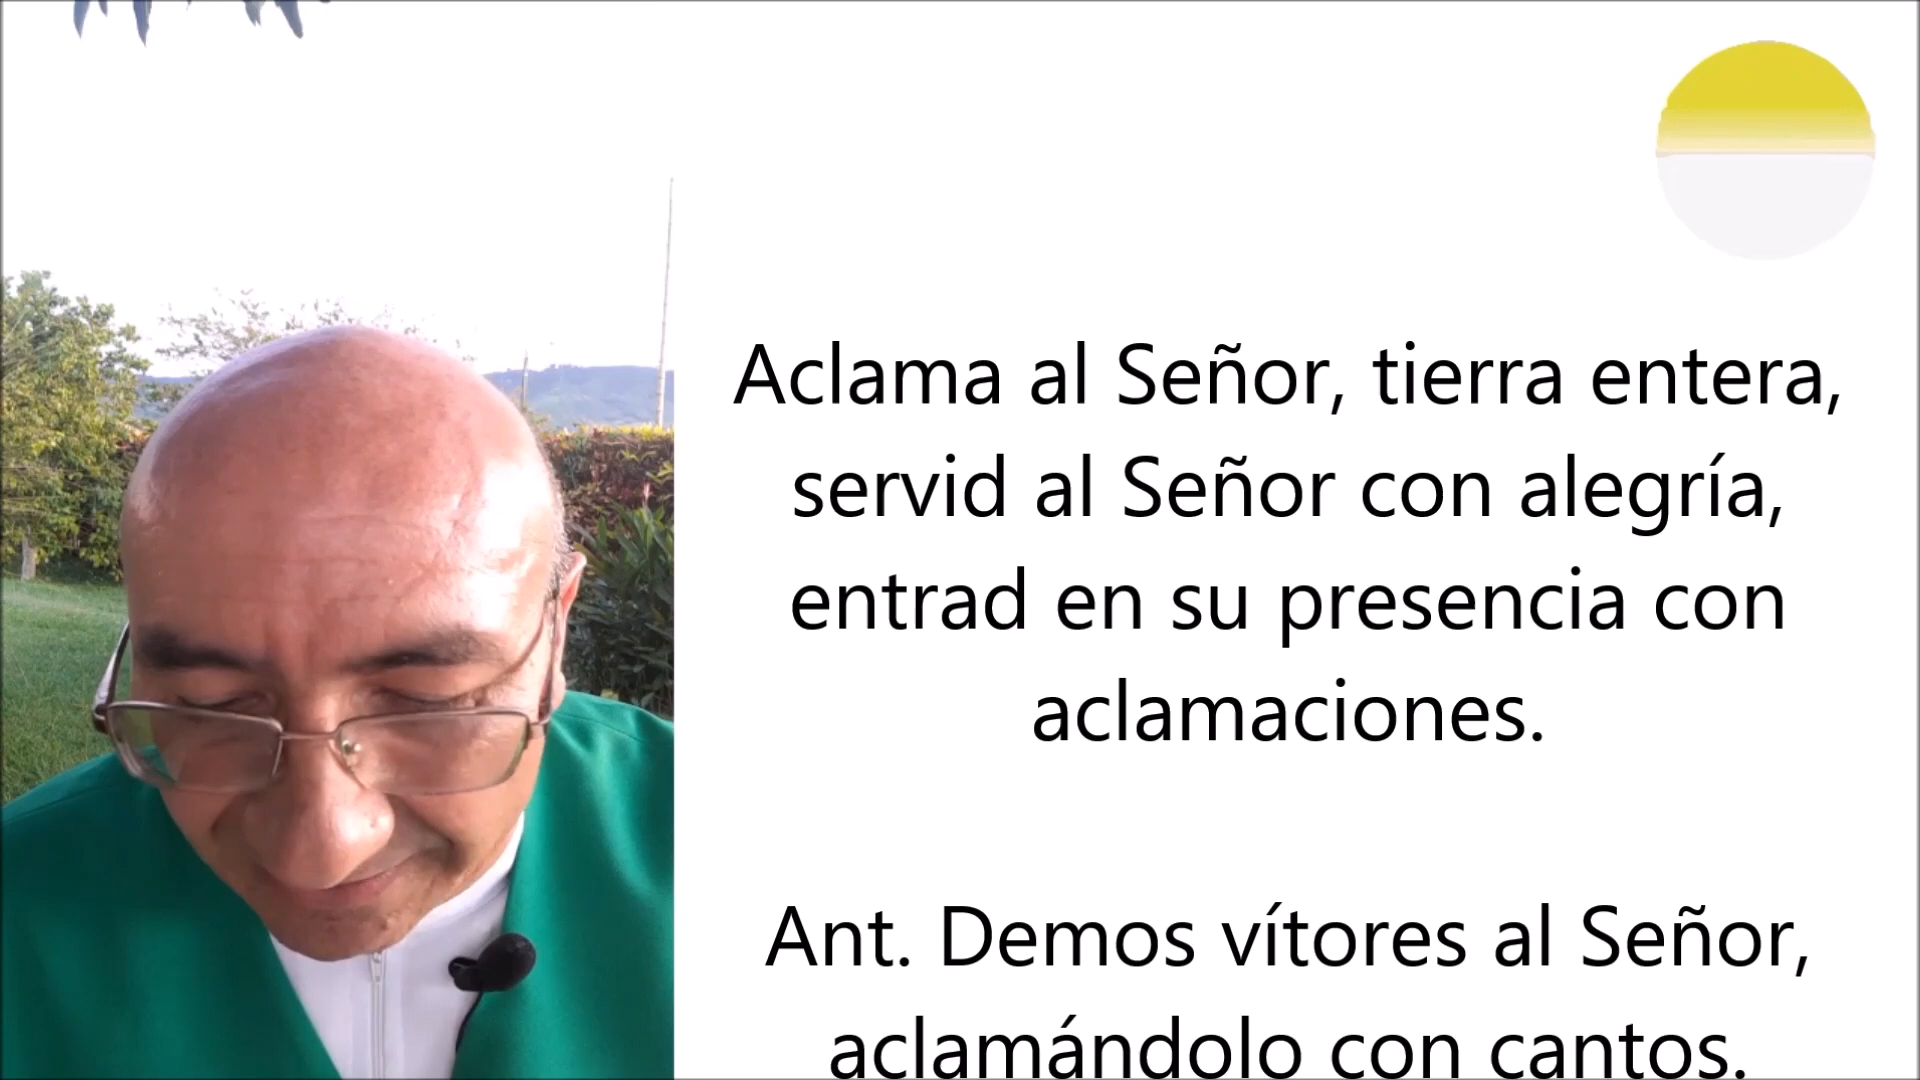 Aclama al Señor, tierra entera,
servid al Señor con alegría,
entrad en su presencia con
aclamaciones.
Ant. Demos vítores al Señor,
aclamándolo con cantos.